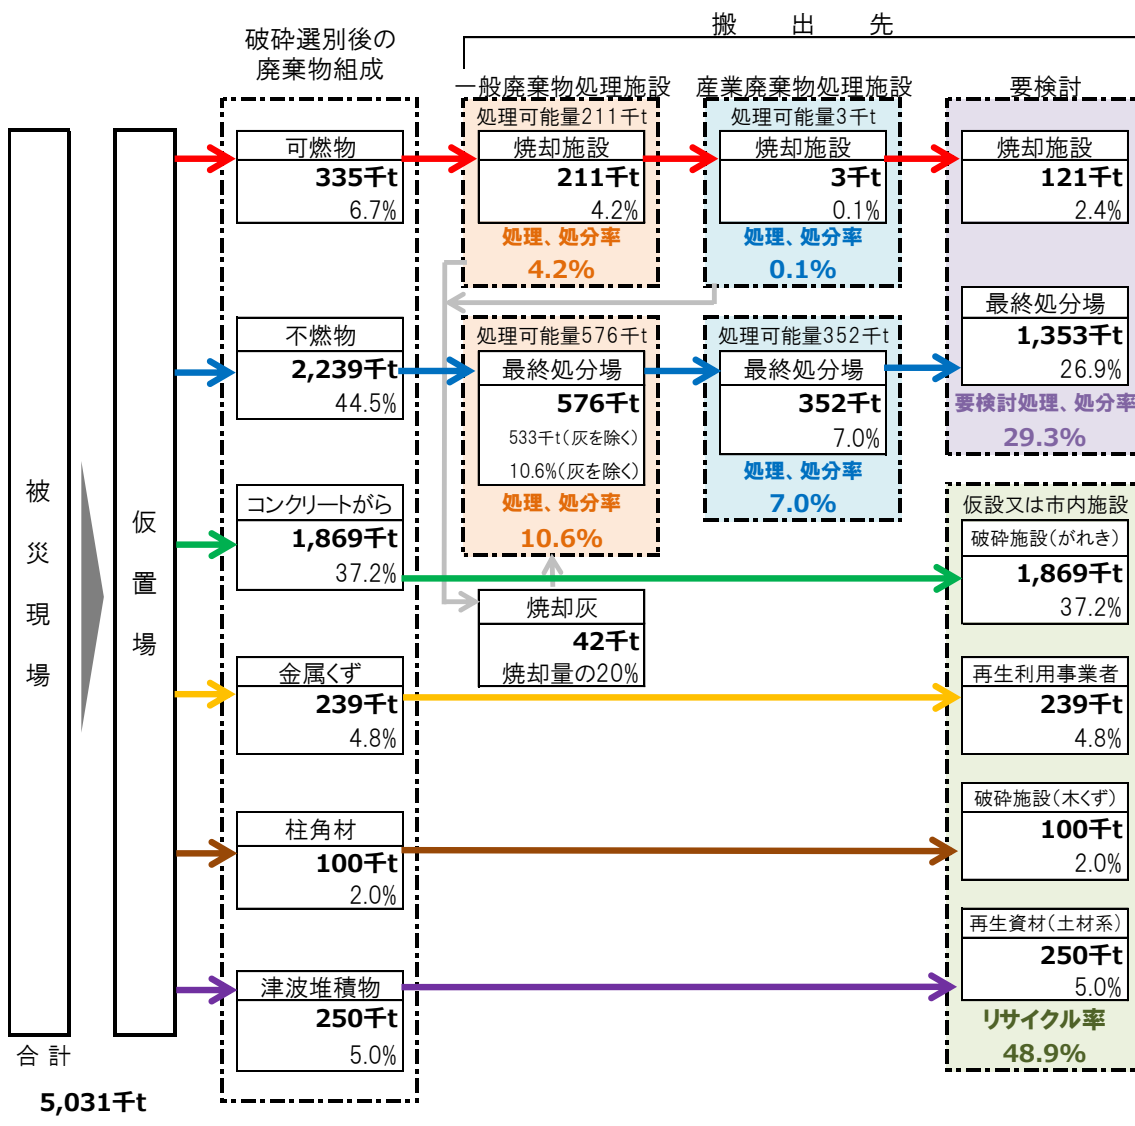 搬出先
破砕選別後の
廃棄物組成
一般廃棄物処理施設
産業廃棄物処理施設
要検討
被災現場
合計
5,031千t
仮置場
可燃物
335千t
6.7%
処理可能量211千t
焼却施設
211千t
4.2%
処理、処分率
4.2%
処理可能量3千t
焼却施設
3千t
0.1%
処理、処分率
0.1%
焼却施設
121千t
2.4%
不燃物
2,239千t
44.5%
処理可能量576千t
最終処分場
576千t
533千t(灰を除く)
10.6%(灰を除く)
処理、処分率
10.6%
処理可能量352千t
最終処分場
352千t
7.0%
処理、処分率
7.0%
最終処分場
1,353千t
26.9%
要検討処理、処分率
29.3%
焼却灰
42千t
焼却量の20%
コンクリートがら
1,869千t
37.2%
仮設又は市内施設
破砕施設(がれき)
1,869千t
37.2%
金属くず
239千t
4.8%
再生利用事業者
239千t
4.8%
柱角材
100千t
2.0%
破砕施設(木くず)
100千t
2.0%
津波堆積物
250千t
5.0%
再生資材(土材系)
250千t
5.0%
リサイクル率
48.9%